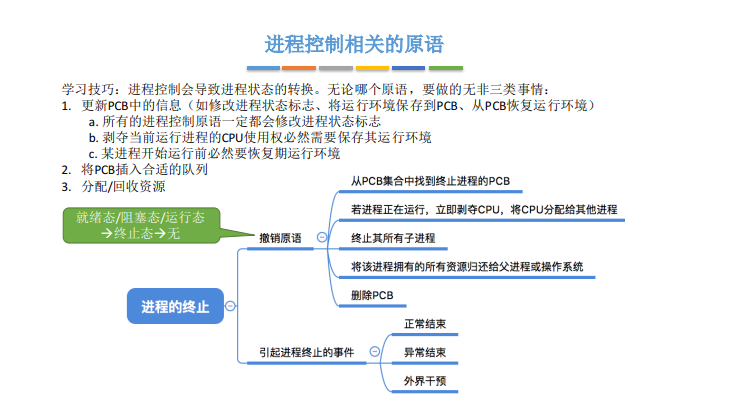 进程控制相关的原语
学习技巧：进程控制会导致进程状态的转换。无论哪个原语，要做的无非三类事情：
1. 更新PCB中的信息（如修改进程状态标志、将运行环境保存到PCB、从PCB恢复运行环境）
a. 所有的进程控制原语一定都会修改进程状态标志
b. 剥夺当前运行进程的CPU使用权必然需要保存其运行环境
c. 某进程开始运行前必然要恢复期运行环境
2. 将PCB插入合适的队列
3. 分配/回收资源
就绪态/阻塞态/运行态
→终止态→无
进程的终止
撤销原语
从PCB集合中找到终止进程的PCB
若进程正在运行，立即剥夺CPU，将CPU分配给其他进程
终止其所有子进程
将该进程拥有的所有资源归还给父进程或操作系统
删除PCB
引起进程终止的事件
正常结束
异常结束
外界干预